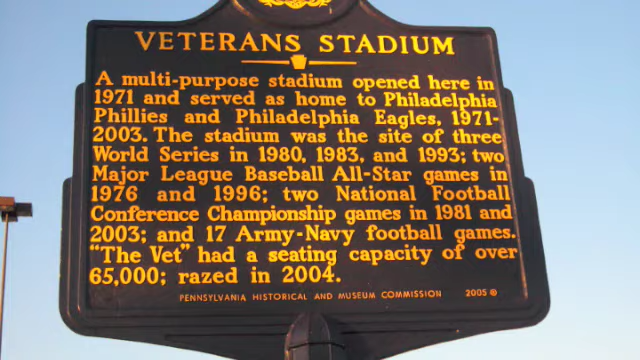 VETERANS STADIUM
A multi-purpose stadium opened here in
1971 and served as home to Philadelphia
Phillies and Philadelphia Eagles, 1971-
2003. The stadium was the site of three
World Series in 1980, 1983, and 1993; two
Major League Baseball All-Star games in
1976 and 1996; two National Football
Conference Championship games in 1981 and
2003; and 17 Army-Navy football games.
“The Vet” had a seating capacity of over
65,000; razed in 2004.
PENNSYLVANIA HISTORICAL AND MUSEUM COMMISSION 2005 ®